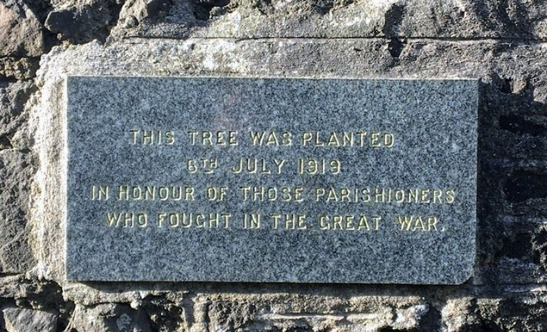 THIS TREE WAS PLANTED
6TH JULY 1919
IN HONOUR OF THOSE PARISHIONERS
WHO FOUGHT IN THE GREAT WAR.